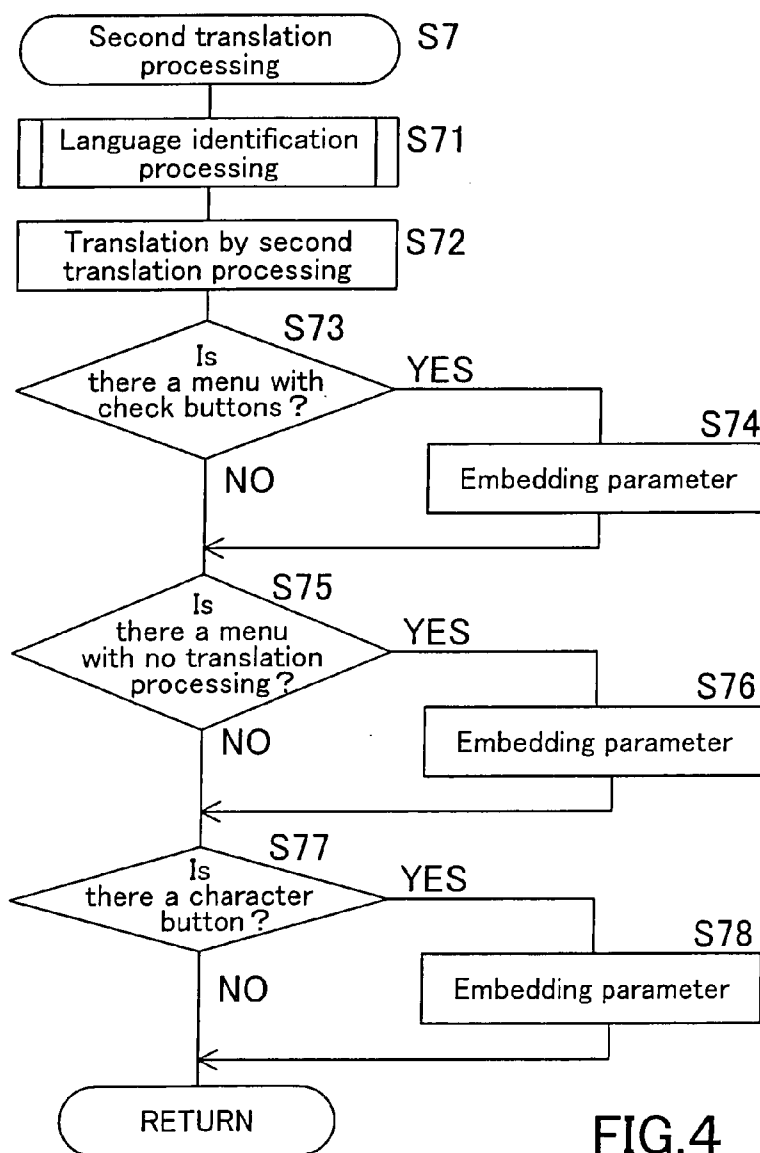 Second translation
processing
S7
Language identification
processing
S71
Translation by second
translation processing
S72
S73
Is
there a menu with
check buttons?
YES
S74
Embedding parameter
NO
S75
Is
there a menu
with no translation
processing?
YES
S76
Embedding parameter
NO
S77
Is
there a character
button?
YES
S78
Embedding parameter
NO
RETURN
FIG.4